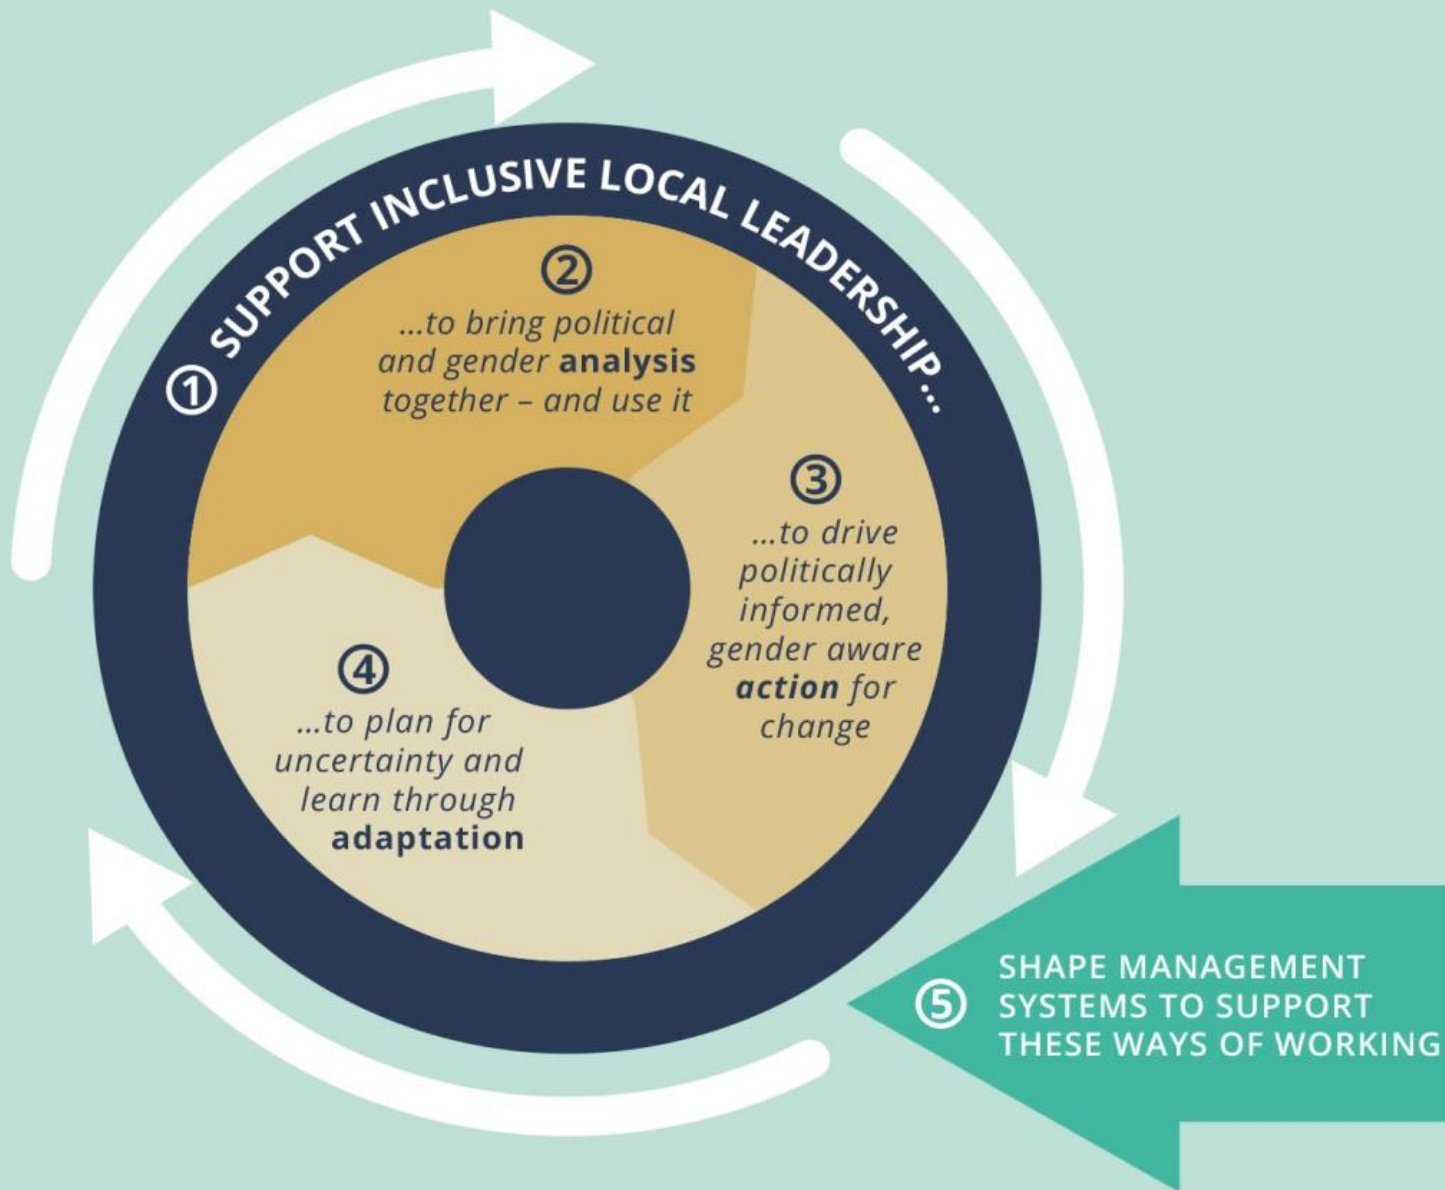 ① SUPPORT INCLUSIVE LOCAL LEADERSHIP...
②
...to bring political
and gender analysis
together – and use it
③
...to drive
politically
informed,
gender aware
action for
change
④
...to plan for
uncertainty and
learn through
adaptation
⑤
SHAPE MANAGEMENT
SYSTEMS TO SUPPORT
THESE WAYS OF WORKING